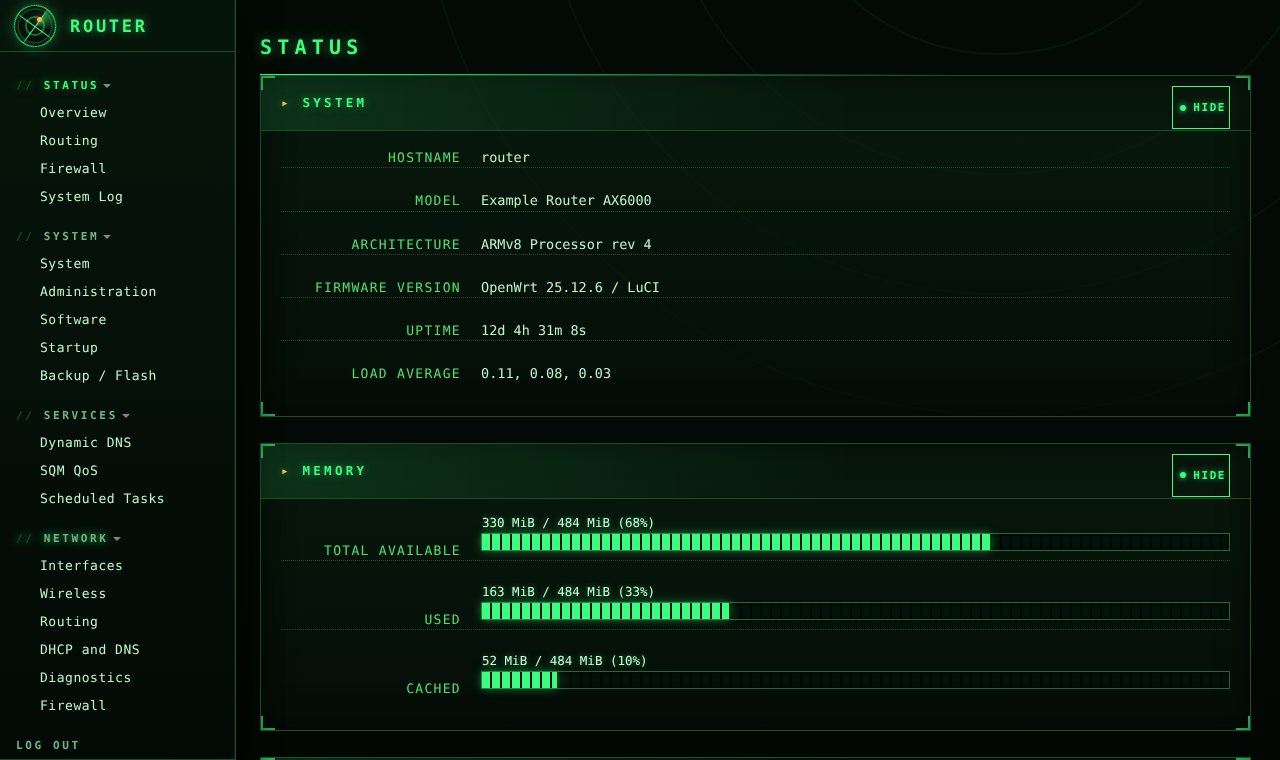 ROUTER
// STATUS
Overview
Routing
Firewall
System Log
// SYSTEM
System
Administration
Software
Startup
Backup / Flash
// SERVICES
Dynamic DNS
SQM QoS
Scheduled Tasks
// NETWORK
Interfaces
Wireless
Routing
DHCP and DNS
Diagnostics
Firewall
LOG OUT
STATUS
▸ SYSTEM
HIDE
HOSTNAME router
MODEL Example Router AX6000
ARCHITECTURE ARMv8 Processor rev 4
FIRMWARE VERSION OpenWrt 25.12.6 / LuCI
UPTIME 12d 4h 31m 8s
LOAD AVERAGE 0.11, 0.08, 0.03
▸ MEMORY
HIDE
330 MiB / 484 MiB (68%)
TOTAL AVAILABLE
163 MiB / 484 MiB (33%)
USED
52 MiB / 484 MiB (10%)
CACHED